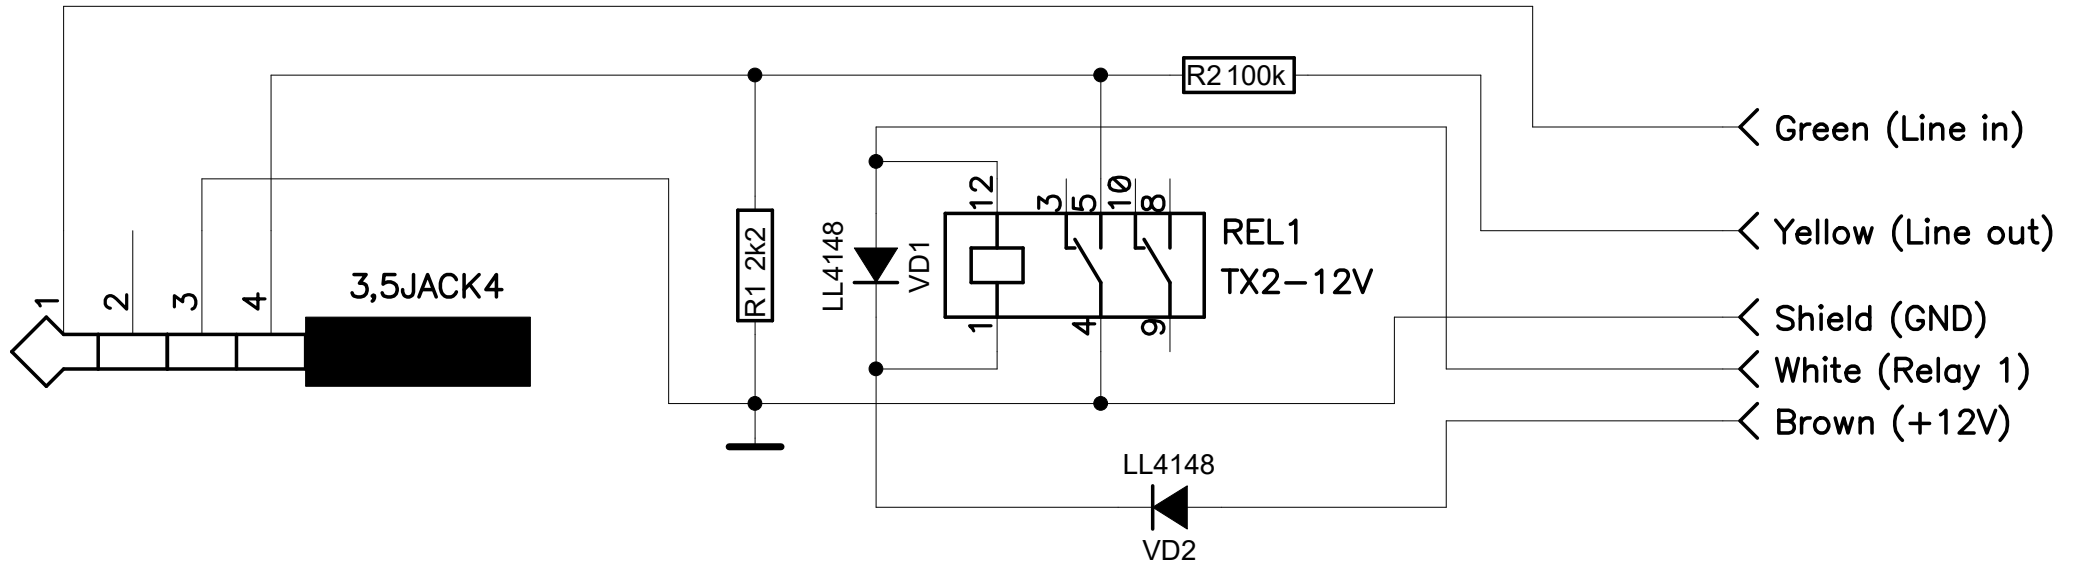 R2 100k
Green (Line in)
12
3
5
10
8
Yellow (Line out)
REL1
TX2-12V
R1 2k2
LL4148
VD1
1
2
3
4
3,5JACK4
1
4
9
Shield (GND)
White (Relay 1)
Brown (+12V)
LL4148
VD2